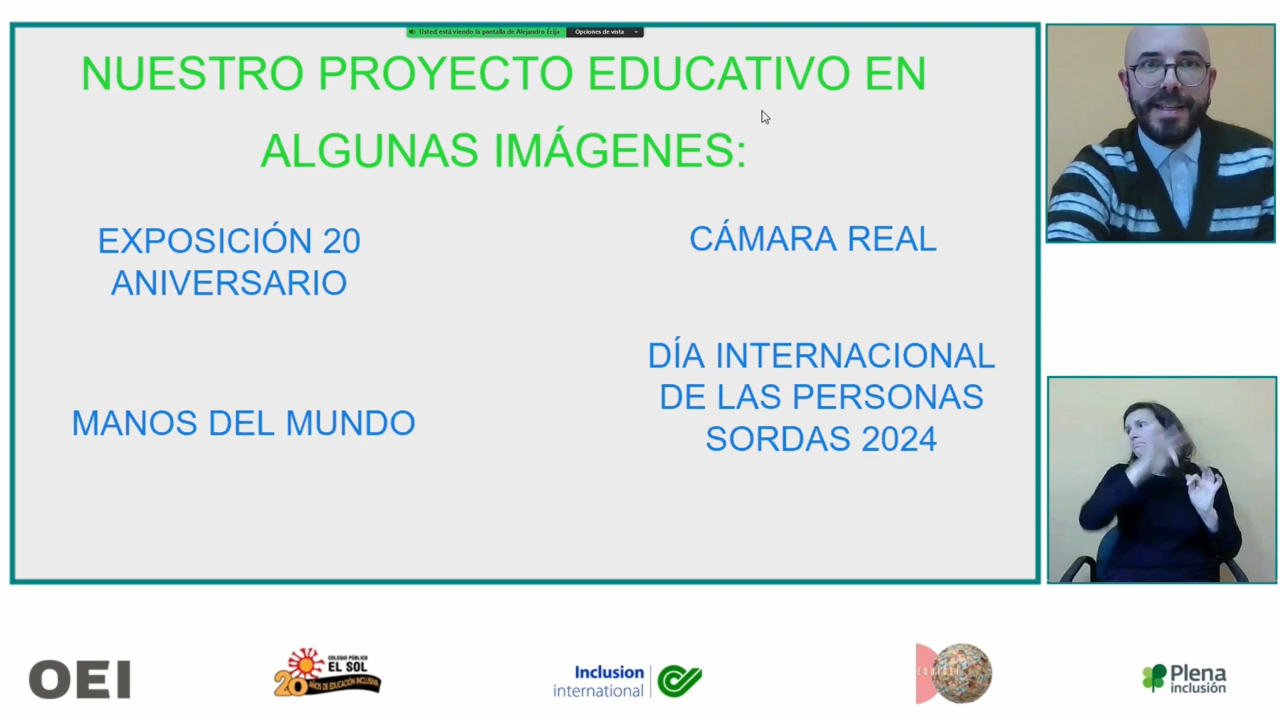 Usted está viendo la pantalla de Alejandro Écija
Opciones de vista
NUESTRO PROYECTO EDUCATIVO EN
ALGUNAS IMÁGENES:
EXPOSICIÓN 20
ANIVERSARIO
CÁMARA REAL
MANOS DEL MUNDO
DÍA INTERNACIONAL
DE LAS PERSONAS
SORDAS 2024
OEI
COLEGIO PÚBLICO
EL SOL
20 AÑOS DE EDUCACIÓN INCLUSIVA
Inclusion
international
Plena
inclusión